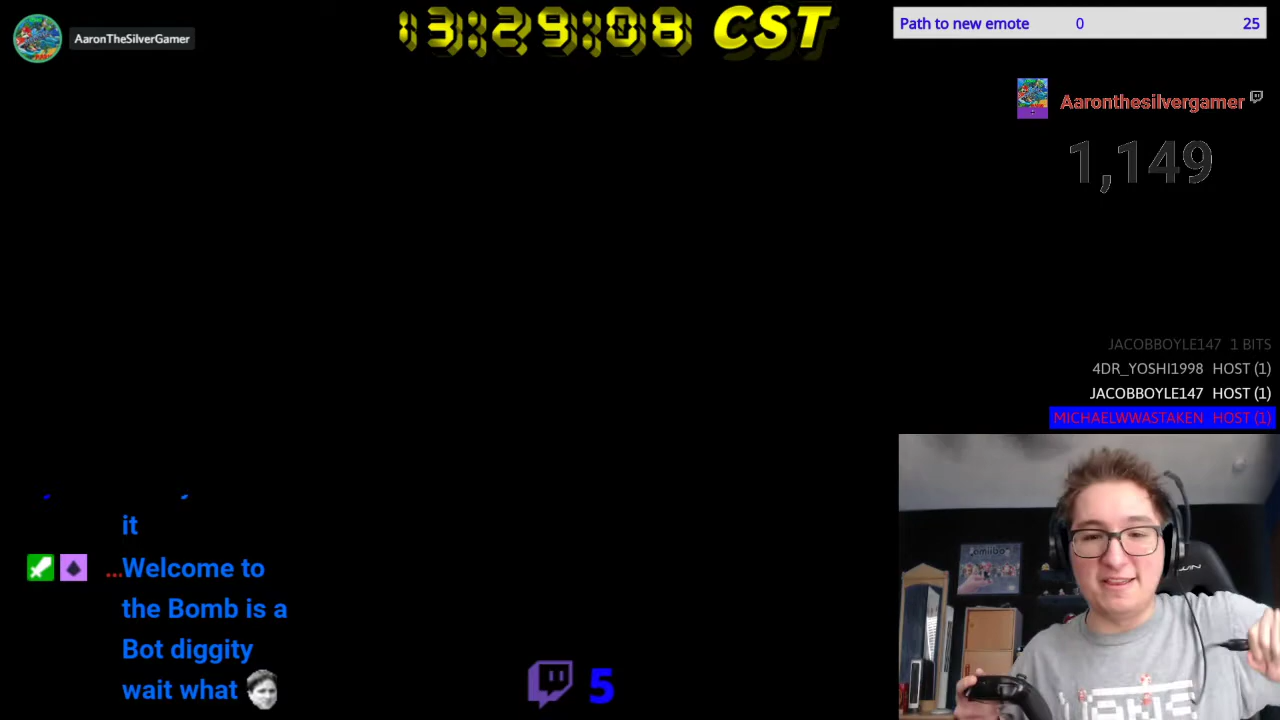 AaronTheSilverGamer
13:29:08 CST
Path to new emote 0 25
Aaronthesilvergamer
1,149
JACOBBOYLE147 1 BITS
4DR_YOSHI1998 HOST (1)
JACOBBOYLE147 HOST (1)
MICHAELWWASTAKEN HOST (1)
it
...Welcome to
the Bomb is a
Bot diggity
wait what
5
amiibo